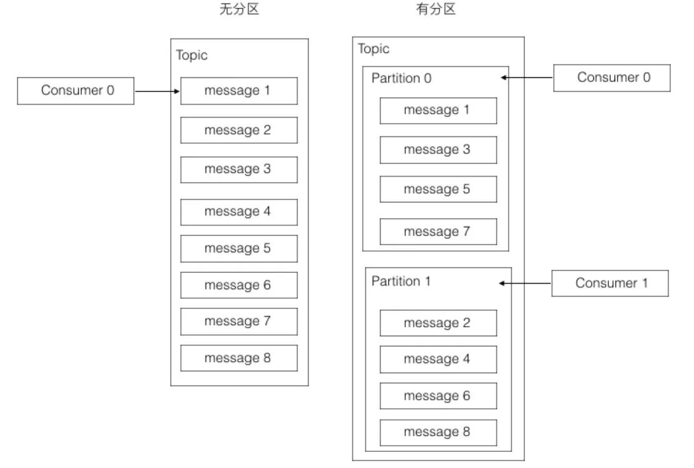 无分区
有分区
Topic
Consumer 0
message 1
message 2
message 3
message 4
message 5
message 6
message 7
message 8
Topic
Partition 0
Consumer 0
message 1
message 3
message 5
message 7
Partition 1
Consumer 1
message 2
message 4
message 6
message 8